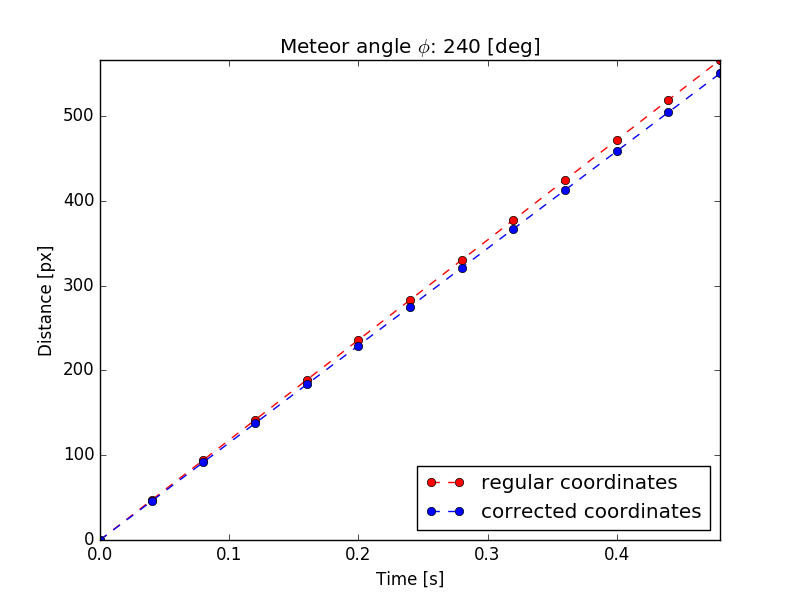 Meteor angle ϕ: 240 [deg]
Distance [px]
500
400
300
200
100
0
0.0 0.1 0.2 0.3 0.4
Time [s]
regular coordinates
corrected coordinates